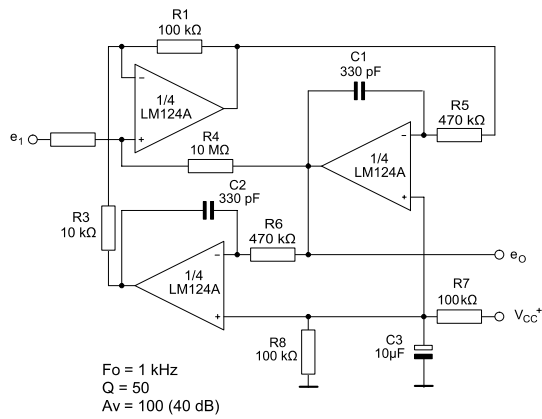 R1
100 kΩ
C1
330 pF
−
1/4
LM124A
+
R5
470 kΩ
e1
R4
10 MΩ
−
1/4
LM124A
+
C2
330 pF
R3
10 kΩ
R6
470 kΩ
−
1/4
LM124A
+
eO
R7
100kΩ
VCC+
R8
100 kΩ
C3
10µF
Fo = 1 kHz
Q = 50
Av = 100 (40 dB)